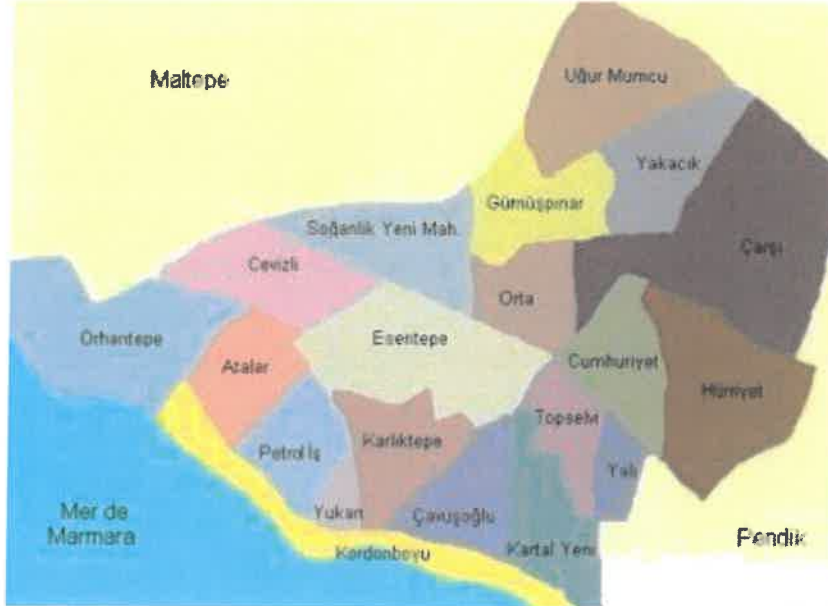 Maltepe
Uğur Mumcu
Yakacık
Gümüşpınar
Soğanlık Yeni Mah.
Çarşı
Cevizli
Orta
Orhantepe
Esentepe
Cumhuriyet
Atalar
Hürriyet
Topselvi
Petrol İş
Karlıktepe
Yalı
Mer de
Marmara
Yukarı
Çavuşoğlu
Kordonboyu
Kartal Yeni
Pendik